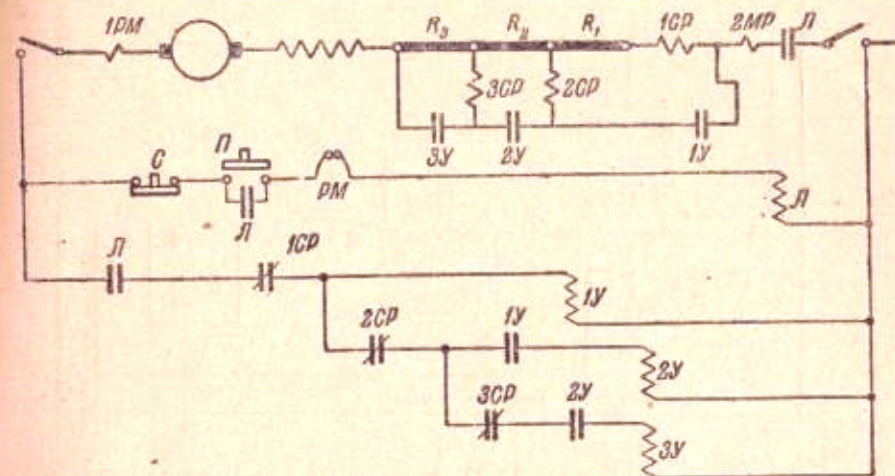 1РМ R₃ R₂ R₁ 1СР 2МР Л
3СР 2СР
3У 2У 1У
С П РМ Л
Л
Л 1СР 1У
2СР 1У 2У
3СР 2У 3У